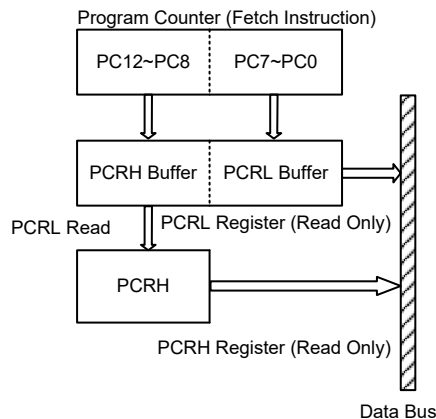 Program Counter (Fetch Instruction)
PC12~PC8
PC7~PC0
PCRH Buffer
PCRL Buffer
PCRL Read
PCRL Register (Read Only)
PCRH
PCRH Register (Read Only)
Data Bus